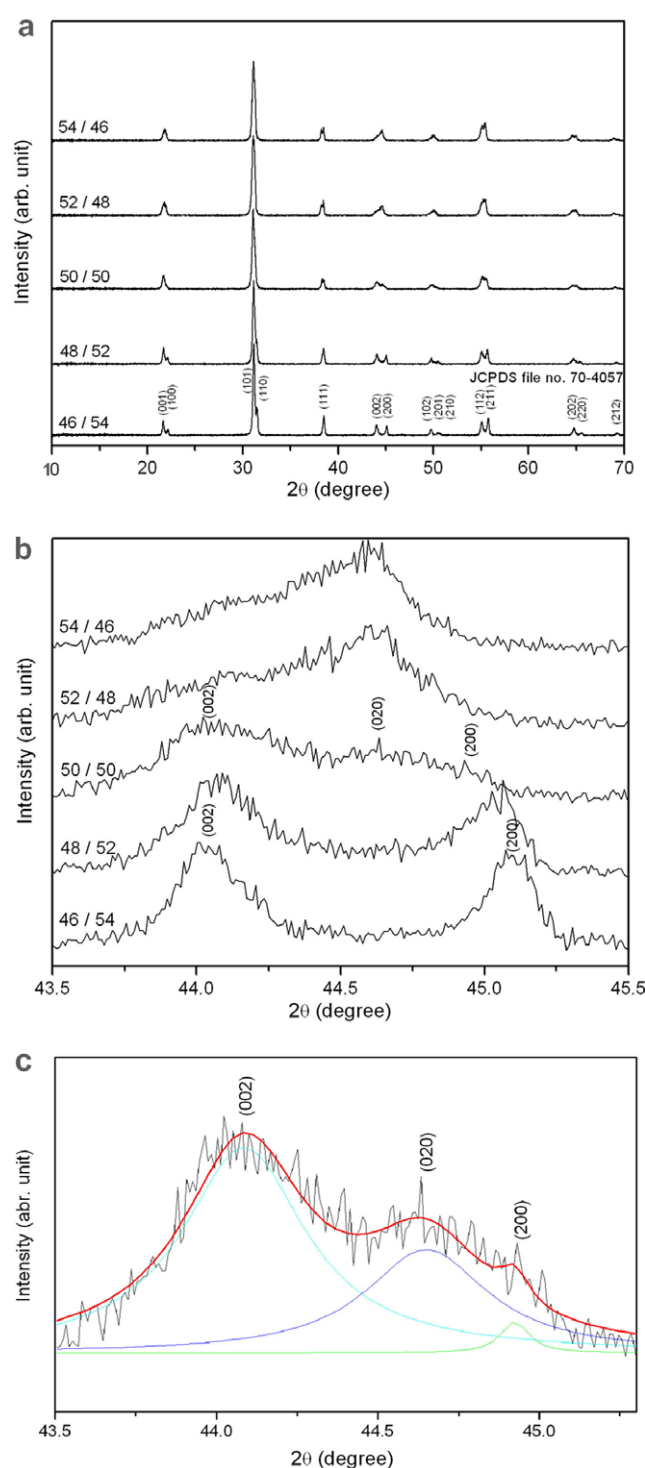 a
Intensity (arb. unit)
54 / 46
52 / 48
50 / 50
48 / 52
46 / 54
JCPDS file no. 70-4057
(001) (100) (101) (110) (111) (002) (200) (102) (201) (210) (112) (211) (202) (220) (212)
10 20 30 40 50 60 70
2θ (degree)
b
Intensity (arb. unit)
54 / 46
52 / 48
(002) (020) (200)
50 / 50
48 / 52
(002) (200)
46 / 54
43.5 44.0 44.5 45.0 45.5
2θ (degree)
c
Intensity (abr. unit)
(002)
(020)
(200)
43.5 44.0 44.5 45.0
2θ (degree)